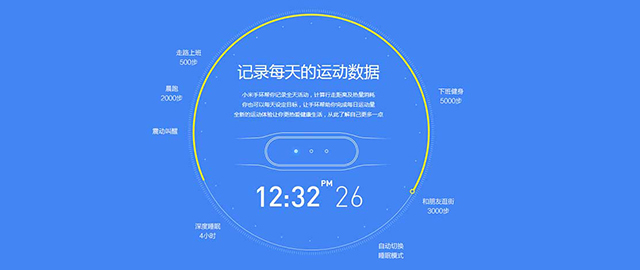 记录每天的运动数据
小米手环帮你记录全天活动，计算行走距离及热量消耗
你也可以每天设定目标，让手环帮助你完成每日运动量
全新的运动体验让你更热爱健康生活，从此了解自己更多一点
12:32 PM 26
走路上班
500步
晨跑
2000步
震动叫醒
深度睡眠
4小时
下班健身
5000步
和朋友逛街
3000步
自动切换
睡眠模式